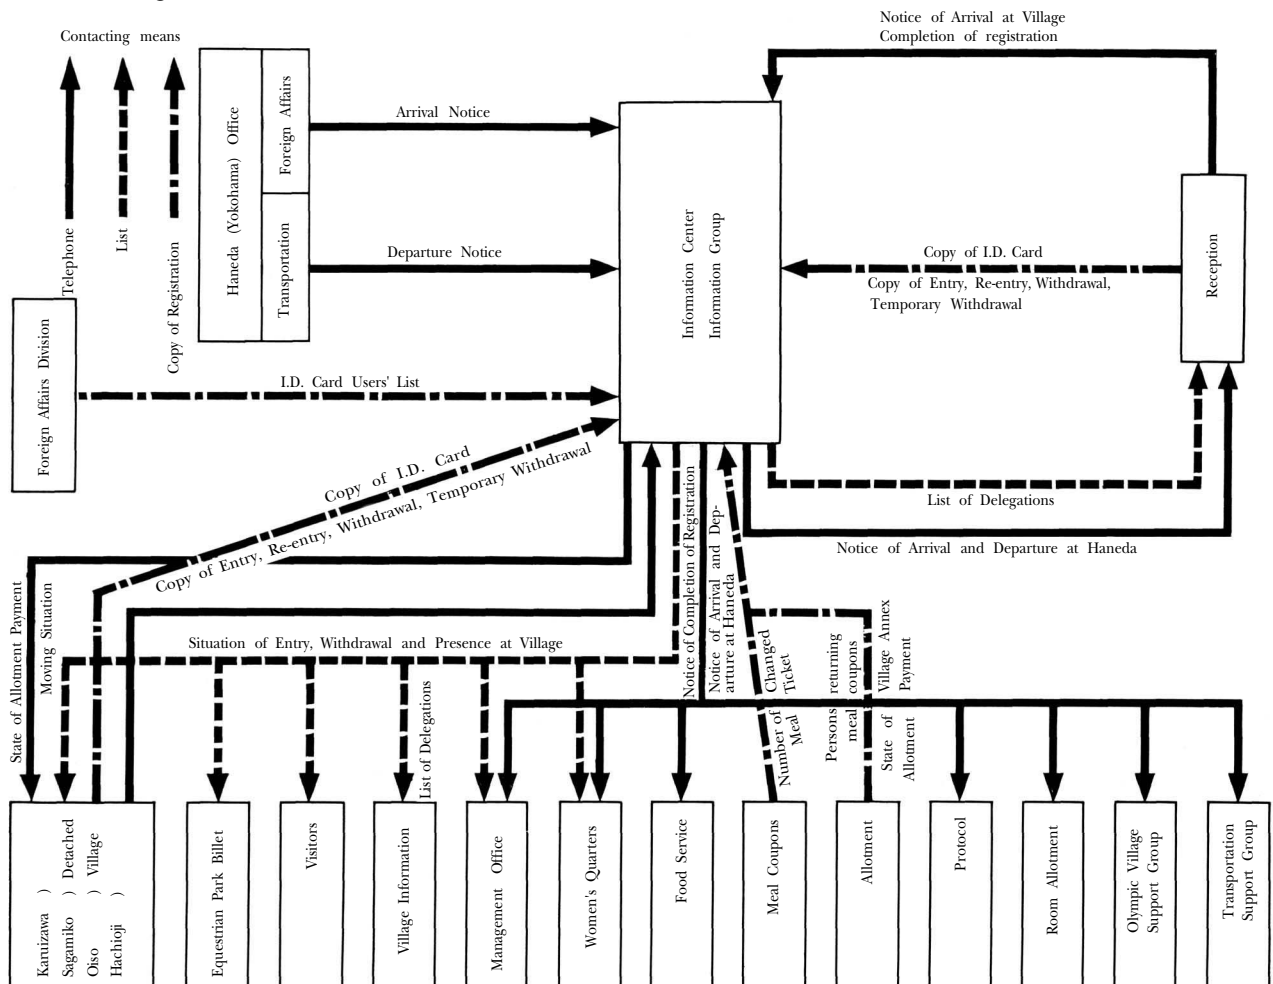 Contacting means
Telephone
List
Copy of Registration
Haneda (Yokohama) Office
Foreign Affairs
Transportation
Foreign Affairs Division
Arrival Notice
Departure Notice
I.D. Card Users' List
Information Center
Information Group
Notice of Arrival at Village
Completion of registration
Copy of I.D. Card
Copy of Entry, Re-entry, Withdrawal,
Temporary Withdrawal
Reception
List of Delegations
Notice of Arrival and Departure at Haneda
Copy of I.D. Card
Copy of Entry, Re-entry, Withdrawal, Temporary Withdrawal
State of Allotment Payment
Mowing Situation
Situation of Entry, Withdrawal and Presence at Village
List of Delegations
Notice of Completion of Registration
Notice of Arrival and Dep-
arture at Haneda
Number of Changed
Meal Ticket
Persons returning
meal coupons
Village Annex
Payment
State of
Allotment
Karuizawa )
Sagamiko ) Detached
Oiso ) Village
Hachioji )
Equestrian Park Billet
Visitors
Village Information
Management Office
Women's Quarters
Food Service
Meal Coupons
Allotment
Protocol
Room Allotment
Olympic Village
Support Group
Transportation
Support Group